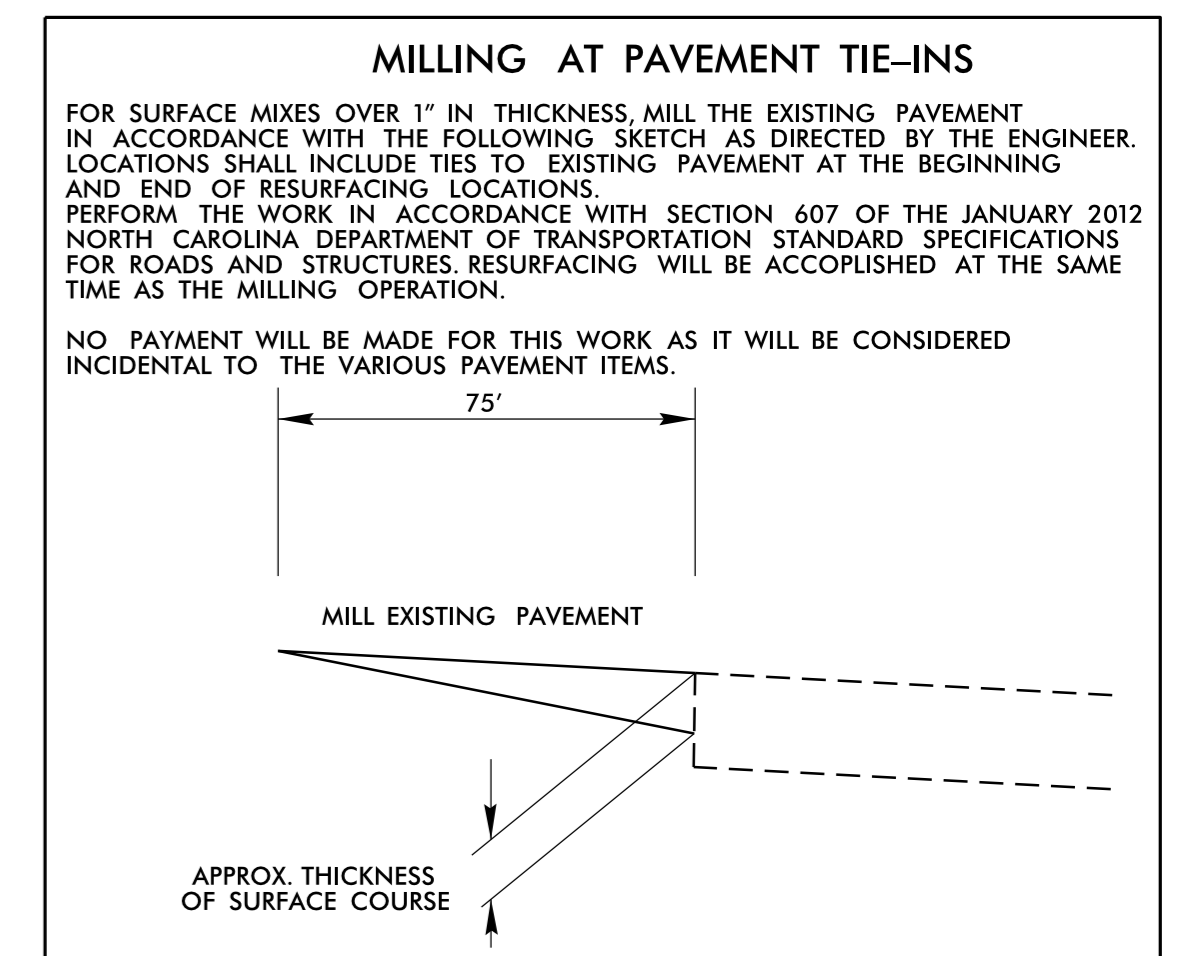 MILLING AT PAVEMENT TIE–INS
FOR SURFACE MIXES OVER 1" IN THICKNESS, MILL THE EXISTING PAVEMENT
IN ACCORDANCE WITH THE FOLLOWING SKETCH AS DIRECTED BY THE ENGINEER.
LOCATIONS SHALL INCLUDE TIES TO EXISTING PAVEMENT AT THE BEGINNING
AND END OF RESURFACING LOCATIONS.
PERFORM THE WORK IN ACCORDANCE WITH SECTION 607 OF THE JANUARY 2012
NORTH CAROLINA DEPARTMENT OF TRANSPORTATION STANDARD SPECIFICATIONS
FOR ROADS AND STRUCTURES. RESURFACING WILL BE ACCOPLISHED AT THE SAME
TIME AS THE MILLING OPERATION.
NO PAYMENT WILL BE MADE FOR THIS WORK AS IT WILL BE CONSIDERED
INCIDENTAL TO THE VARIOUS PAVEMENT ITEMS.
75'
MILL EXISTING PAVEMENT
APPROX. THICKNESS
OF SURFACE COURSE